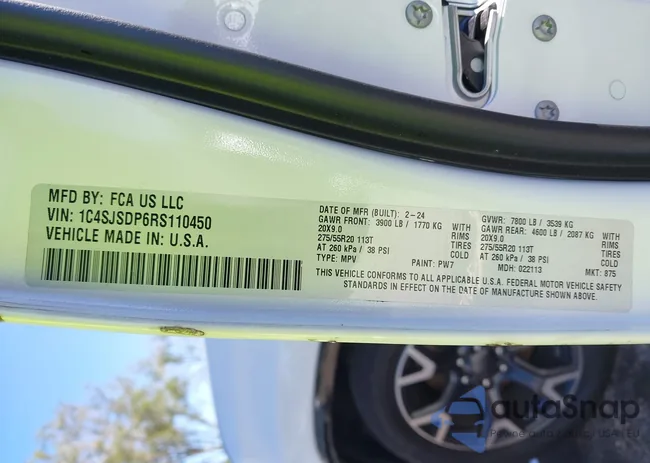 MFD BY: FCA US LLC
VIN: 1C4SJSDP6RS110450
VEHICLE MADE IN: U.S.A.
DATE OF MFR (BUILT): 2-24
GVWR: 7800 LB / 3539 KG
GAWR FRONT: 3900 LB / 1770 KG WITH
20X9.0 RIMS
275/55R20 113T TIRES
AT 260 kPa / 38 PSI COLD
GAWR REAR: 4600 LB / 2087 KG WITH
20X9.0 RIMS
275/55R20 113T TIRES
AT 260 kPa / 38 PSI COLD
TYPE: MPV PAINT: PW7 MDH: 022113 MKT: 875
THIS VEHICLE CONFORMS TO ALL APPLICABLE U.S.A. FEDERAL MOTOR VEHICLE SAFETY
STANDARDS IN EFFECT ON THE DATE OF MANUFACTURE SHOWN ABOVE.
autoSnap